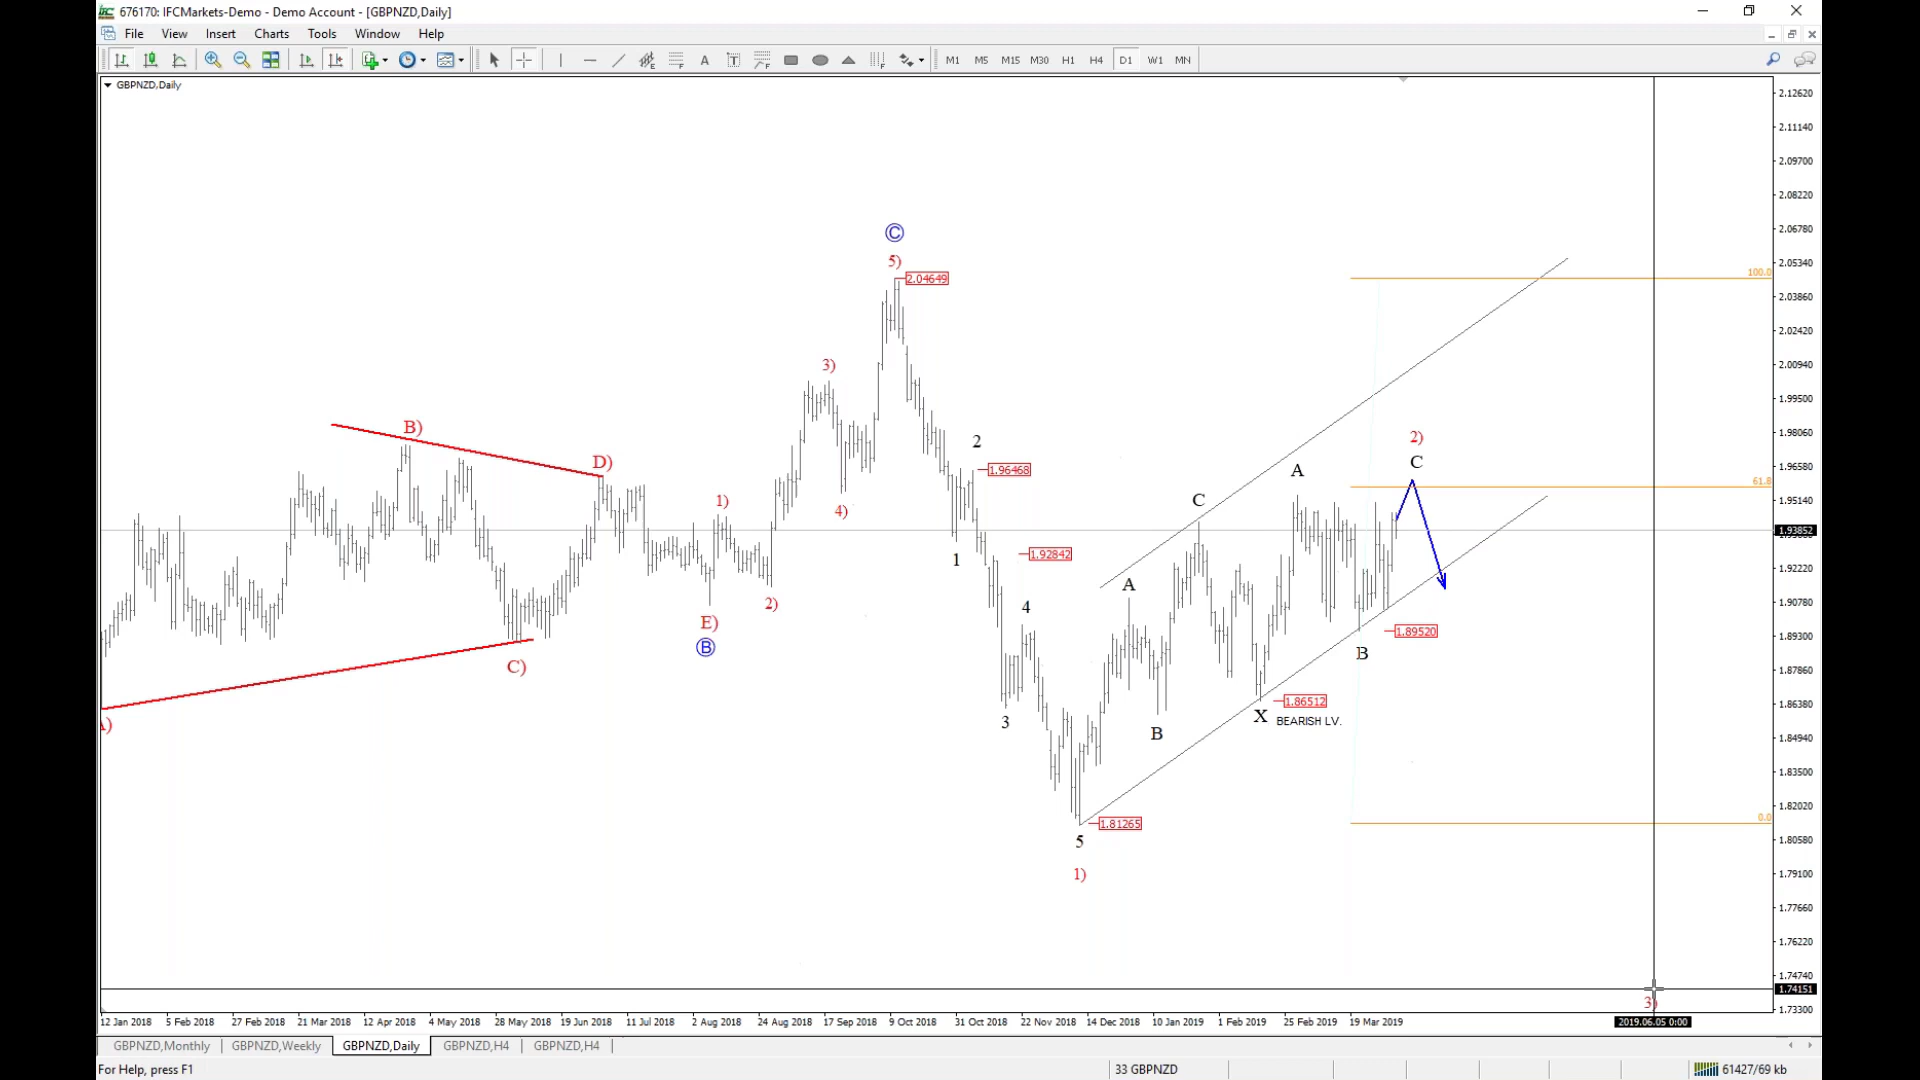 676170: IFCMarkets-Demo - Demo Account - [GBPNZD,Daily]
File View Insert Charts Tools Window Help
A T F M1 M5 M15 M30 H1 H4 D1 W1 MN
GBPNZD,Daily
2.12620
2.11140
2.09700
2.08220
2.06780
Ⓒ
5)
2.05340
100.0
2.04649
2.03860
2.02420
3)
2.00940
1.99500
B)
2)
1.98060
2
D)
C
1.96468
A
1.96580
61.8
1)
C
1.95140
4)
1.93852
1.92842
1
1.92220
A
2)
4
1.90780
E)
1.89520
1.89300
Ⓑ
B
C)
1.87860
1.86512
1.86380
X BEARISH LV.
A)
3
B
1.84940
1.83500
1.82020
0.0
1.81265
5
1.80580
1)
1.79100
1.77660
1.76220
1.74740
1.74151
3)
1.73300
12 Jan 2018 5 Feb 2018 27 Feb 2018 21 Mar 2018 12 Apr 2018 4 May 2018 28 May 2018 19 Jun 2018 11 Jul 2018 2 Aug 2018 24 Aug 2018 17 Sep 2018 9 Oct 2018 31 Oct 2018 22 Nov 2018 14 Dec 2018 10 Jan 2019 1 Feb 2019 25 Feb 2019 19 Mar 2019 2019.06.05 0:00
GBPNZD,Monthly GBPNZD,Weekly GBPNZD,Daily GBPNZD,H4 GBPNZD,H4
For Help, press F1 33 GBPNZD 61427/69 kb